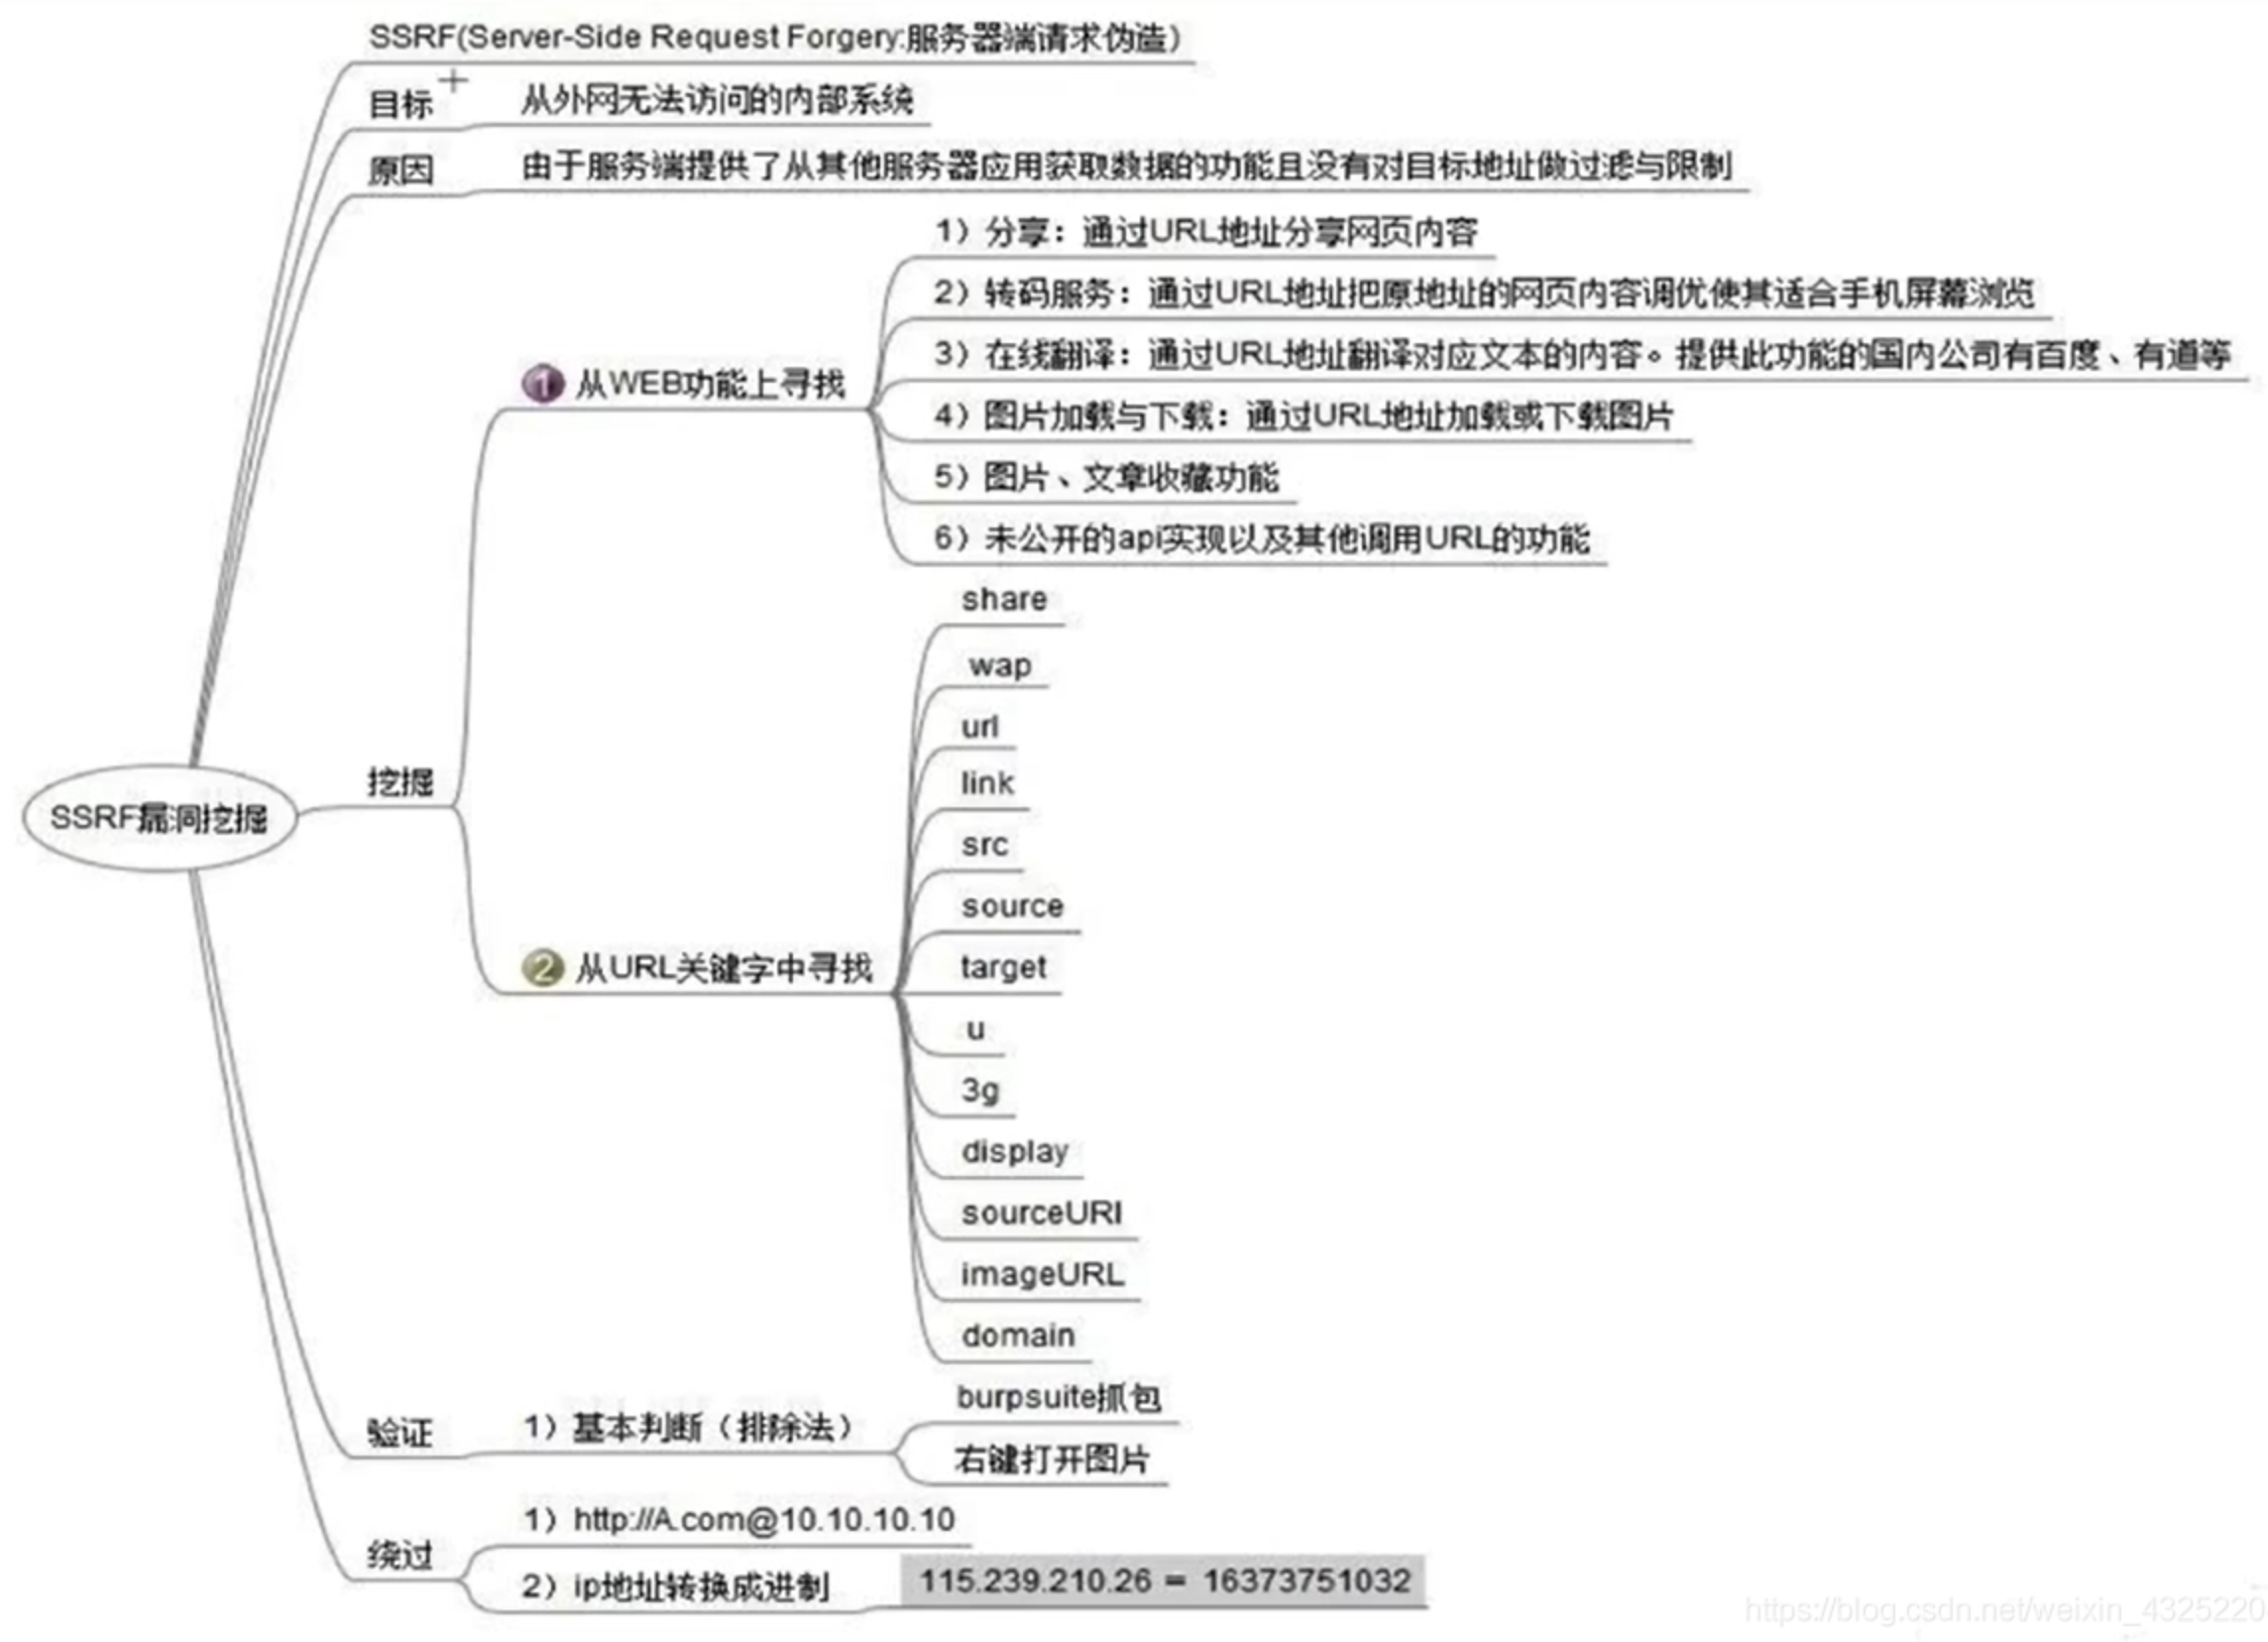 SSRF(Server-Side Request Forgery:服务器端请求伪造)
目标
从外网无法访问的内部系统
原因
由于服务端提供了从其他服务器应用获取数据的功能且没有对目标地址做过滤与限制
SSRF漏洞挖掘
挖掘
1 从WEB功能上寻找
1）分享：通过URL地址分享网页内容
2）转码服务：通过URL地址把原地址的网页内容调优使其适合手机屏幕浏览
3）在线翻译：通过URL地址翻译对应文本的内容。提供此功能的国内公司有百度、有道等
4）图片加载与下载：通过URL地址加载或下载图片
5）图片、文章收藏功能
6）未公开的api实现以及其他调用URL的功能
2 从URL关键字中寻找
share
wap
url
link
src
source
target
u
3g
display
sourceURl
imageURL
domain
验证
1）基本判断（排除法）
burpsuite抓包
右键打开图片
绕过
1）http://A.com@10.10.10.10
2）ip地址转换成进制
115.239.210.26 = 16373751032
https://blog.csdn.net/weixin_4325220